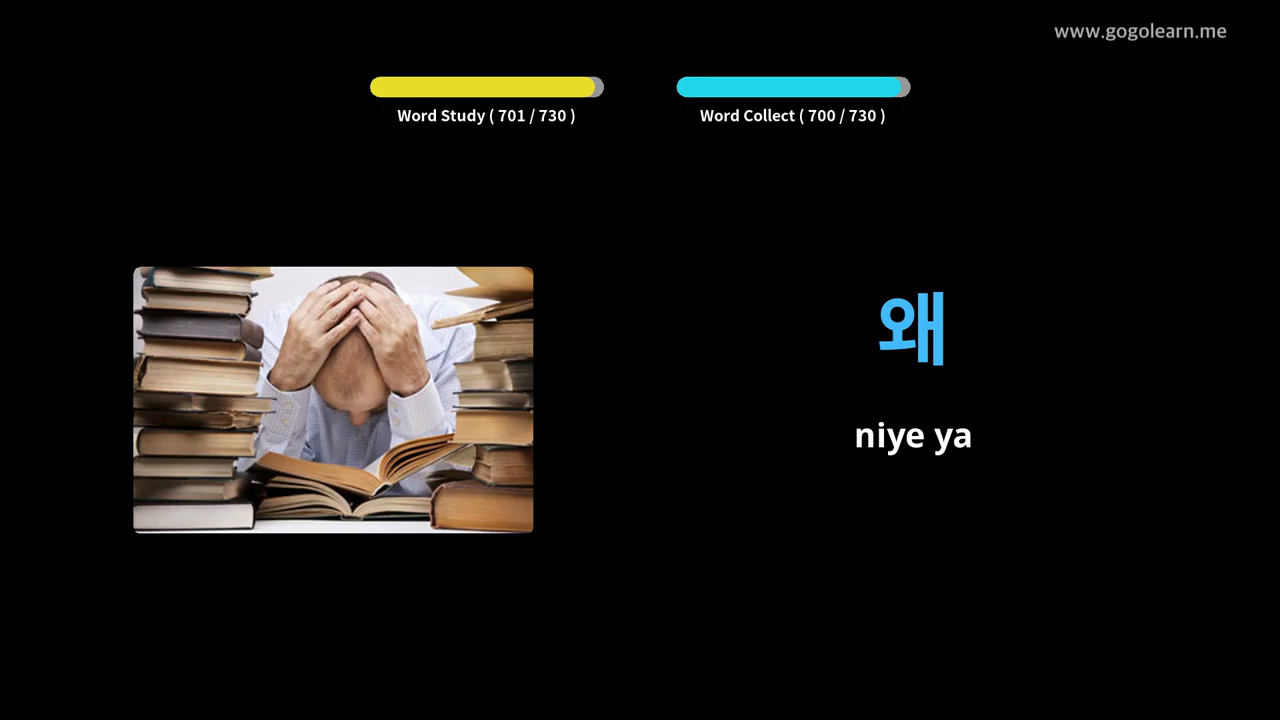 www.gogolearn.me
Word Study ( 701 / 730 )
Word Collect ( 700 / 730 )
왜
niye ya